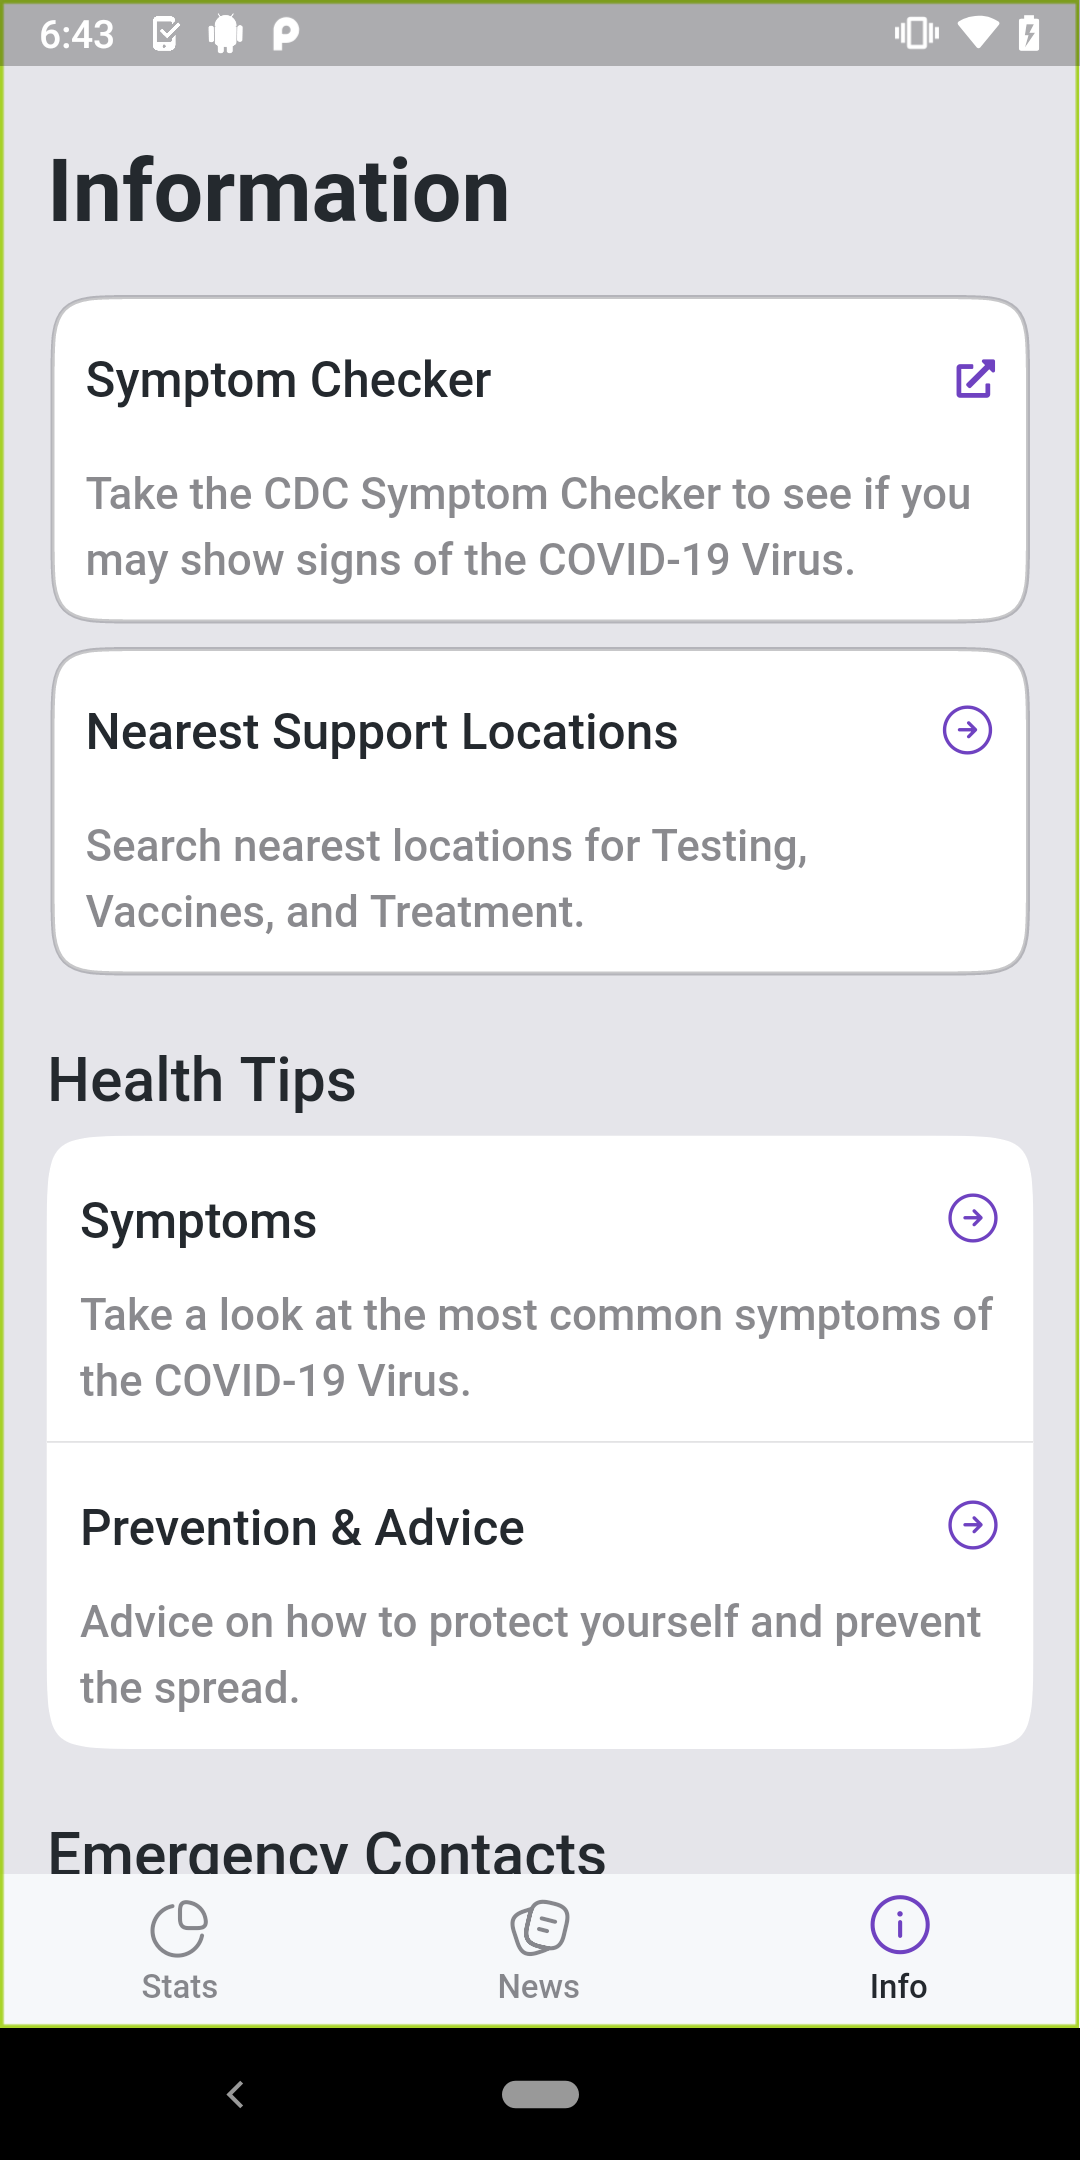 6:43
Information
Symptom Checker
Take the CDC Symptom Checker to see if you
may show signs of the COVID-19 Virus.
Nearest Support Locations
Search nearest locations for Testing,
Vaccines, and Treatment.
Health Tips
Symptoms
Take a look at the most common symptoms of
the COVID-19 Virus.
Prevention & Advice
Advice on how to protect yourself and prevent
the spread.
Emergency Contacts
Stats
News
Info